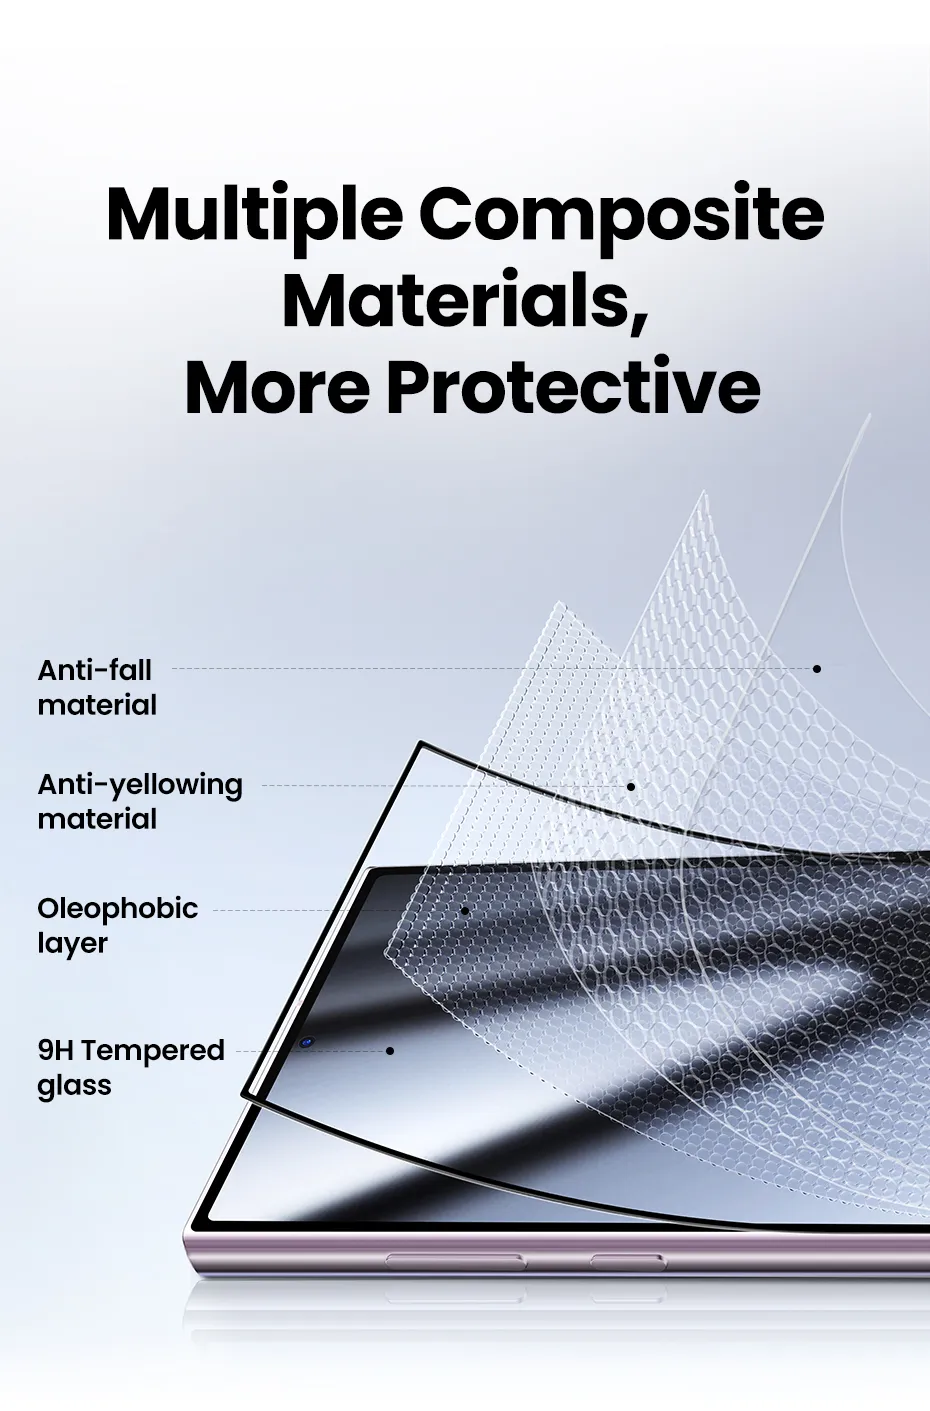 Multiple Composite
Materials,
More Protective
Anti-fall
material
Anti-yellowing
material
Oleophobic
layer
9H Tempered
glass